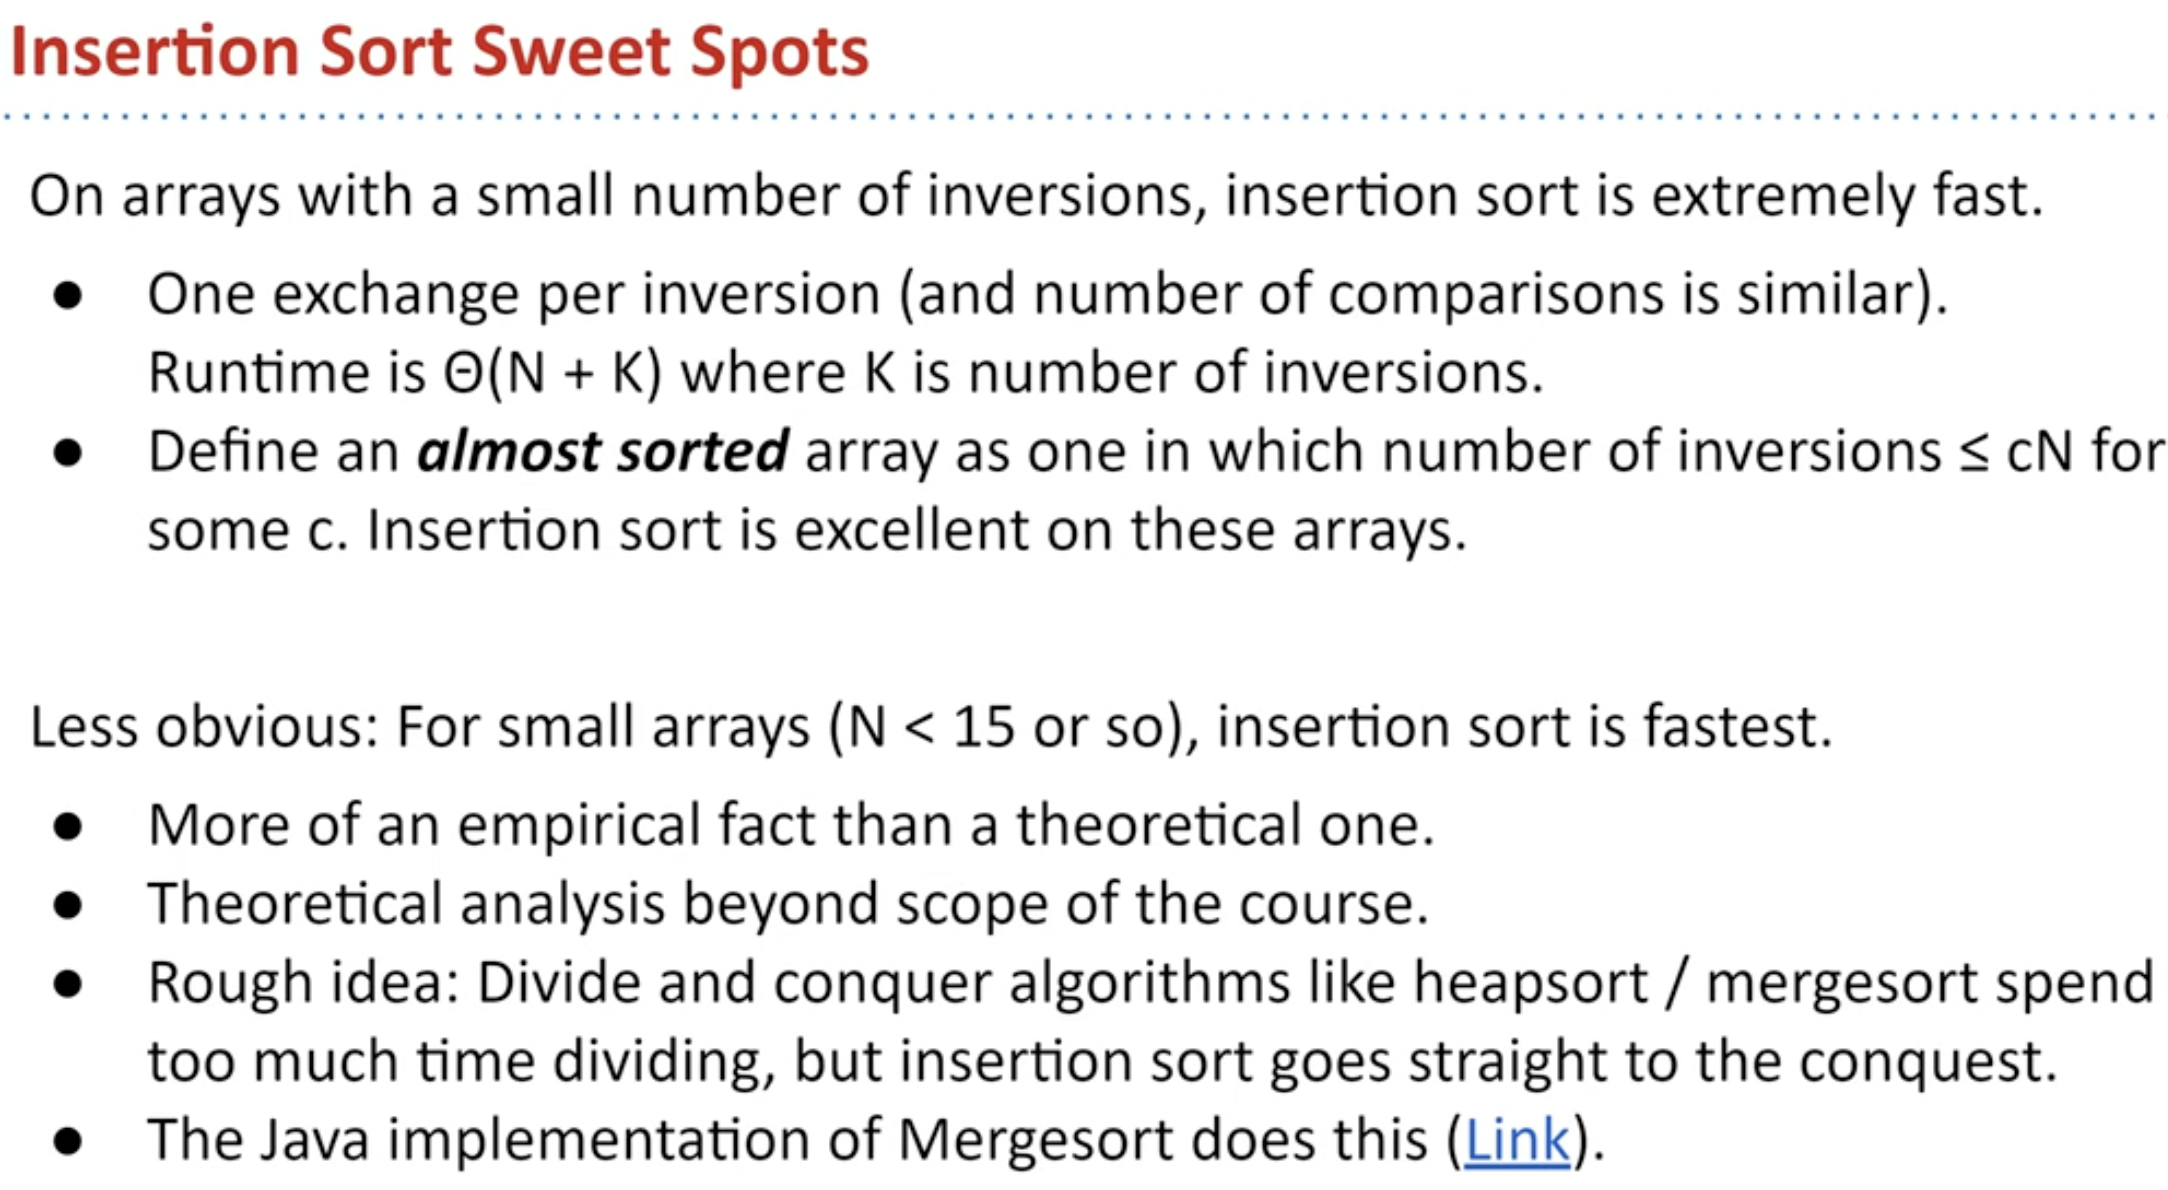 Insertion Sort Sweet Spots
On arrays with a small number of inversions, insertion sort is extremely fast.
● One exchange per inversion (and number of comparisons is similar).
Runtime is Θ(N + K) where K is number of inversions.
● Define an almost sorted array as one in which number of inversions ≤ cN for
some c. Insertion sort is excellent on these arrays.
Less obvious: For small arrays (N < 15 or so), insertion sort is fastest.
● More of an empirical fact than a theoretical one.
● Theoretical analysis beyond scope of the course.
● Rough idea: Divide and conquer algorithms like heapsort / mergesort spend
too much time dividing, but insertion sort goes straight to the conquest.
● The Java implementation of Mergesort does this (Link).